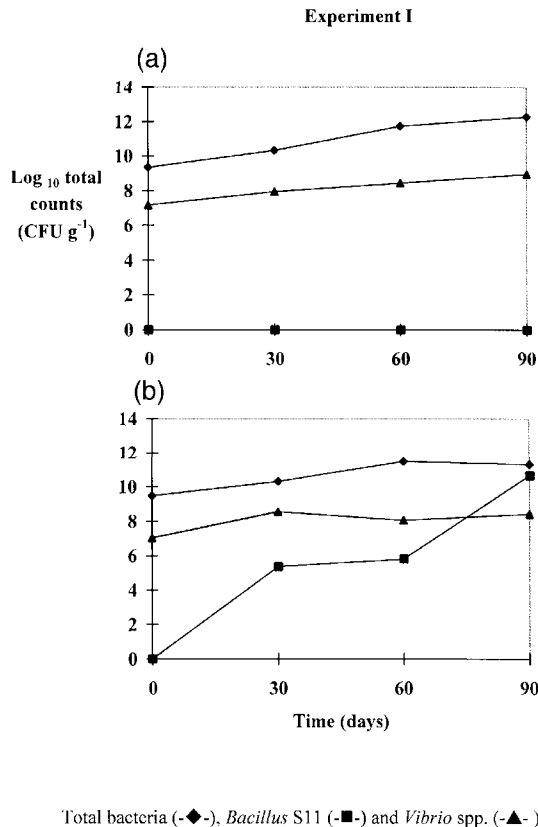 Experiment I
(a)
14
12
10
8
6
4
2
0
Log 10 total
counts
(CFU g⁻¹)
0 30 60 90
(b)
14
12
10
8
6
4
2
0
0 30 60 90
Time (days)
Total bacteria (-◆-), Bacillus S11 (-■-) and Vibrio spp. (-▲- )